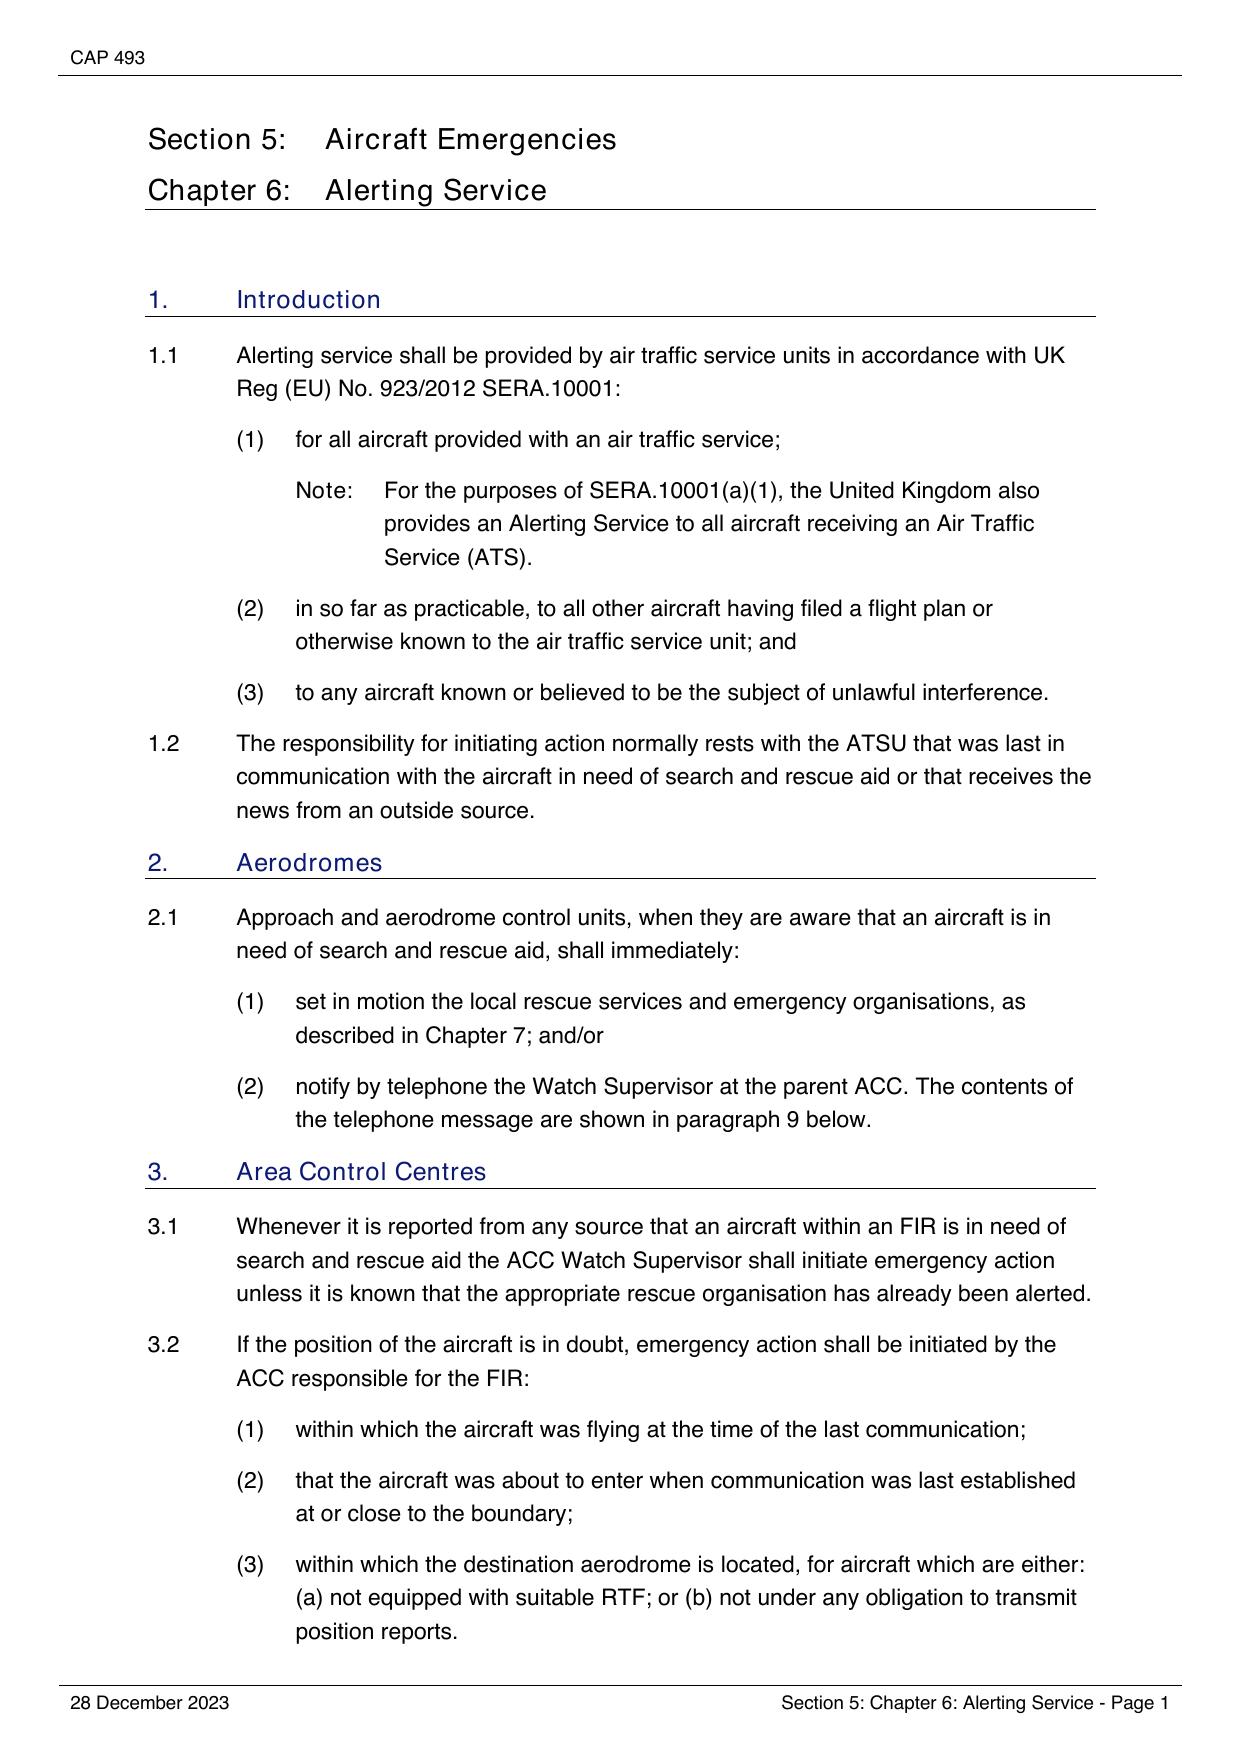 CAP 493
Section 5: Aircraft Emergencies
Chapter 6: Alerting Service
1. Introduction
1.1 Alerting service shall be provided by air traffic service units in accordance with UK
Reg (EU) No. 923/2012 SERA.10001:
(1) for all aircraft provided with an air traffic service;
Note: For the purposes of SERA.10001(a)(1), the United Kingdom also
provides an Alerting Service to all aircraft receiving an Air Traffic
Service (ATS).
(2) in so far as practicable, to all other aircraft having filed a flight plan or
otherwise known to the air traffic service unit; and
(3) to any aircraft known or believed to be the subject of unlawful interference.
1.2 The responsibility for initiating action normally rests with the ATSU that was last in
communication with the aircraft in need of search and rescue aid or that receives the
news from an outside source.
2. Aerodromes
2.1 Approach and aerodrome control units, when they are aware that an aircraft is in
need of search and rescue aid, shall immediately:
(1) set in motion the local rescue services and emergency organisations, as
described in Chapter 7; and/or
(2) notify by telephone the Watch Supervisor at the parent ACC. The contents of
the telephone message are shown in paragraph 9 below.
3. Area Control Centres
3.1 Whenever it is reported from any source that an aircraft within an FIR is in need of
search and rescue aid the ACC Watch Supervisor shall initiate emergency action
unless it is known that the appropriate rescue organisation has already been alerted.
3.2 If the position of the aircraft is in doubt, emergency action shall be initiated by the
ACC responsible for the FIR:
(1) within which the aircraft was flying at the time of the last communication;
(2) that the aircraft was about to enter when communication was last established
at or close to the boundary;
(3) within which the destination aerodrome is located, for aircraft which are either:
(a) not equipped with suitable RTF; or (b) not under any obligation to transmit
position reports.
28 December 2023 Section 5: Chapter 6: Alerting Service - Page 1